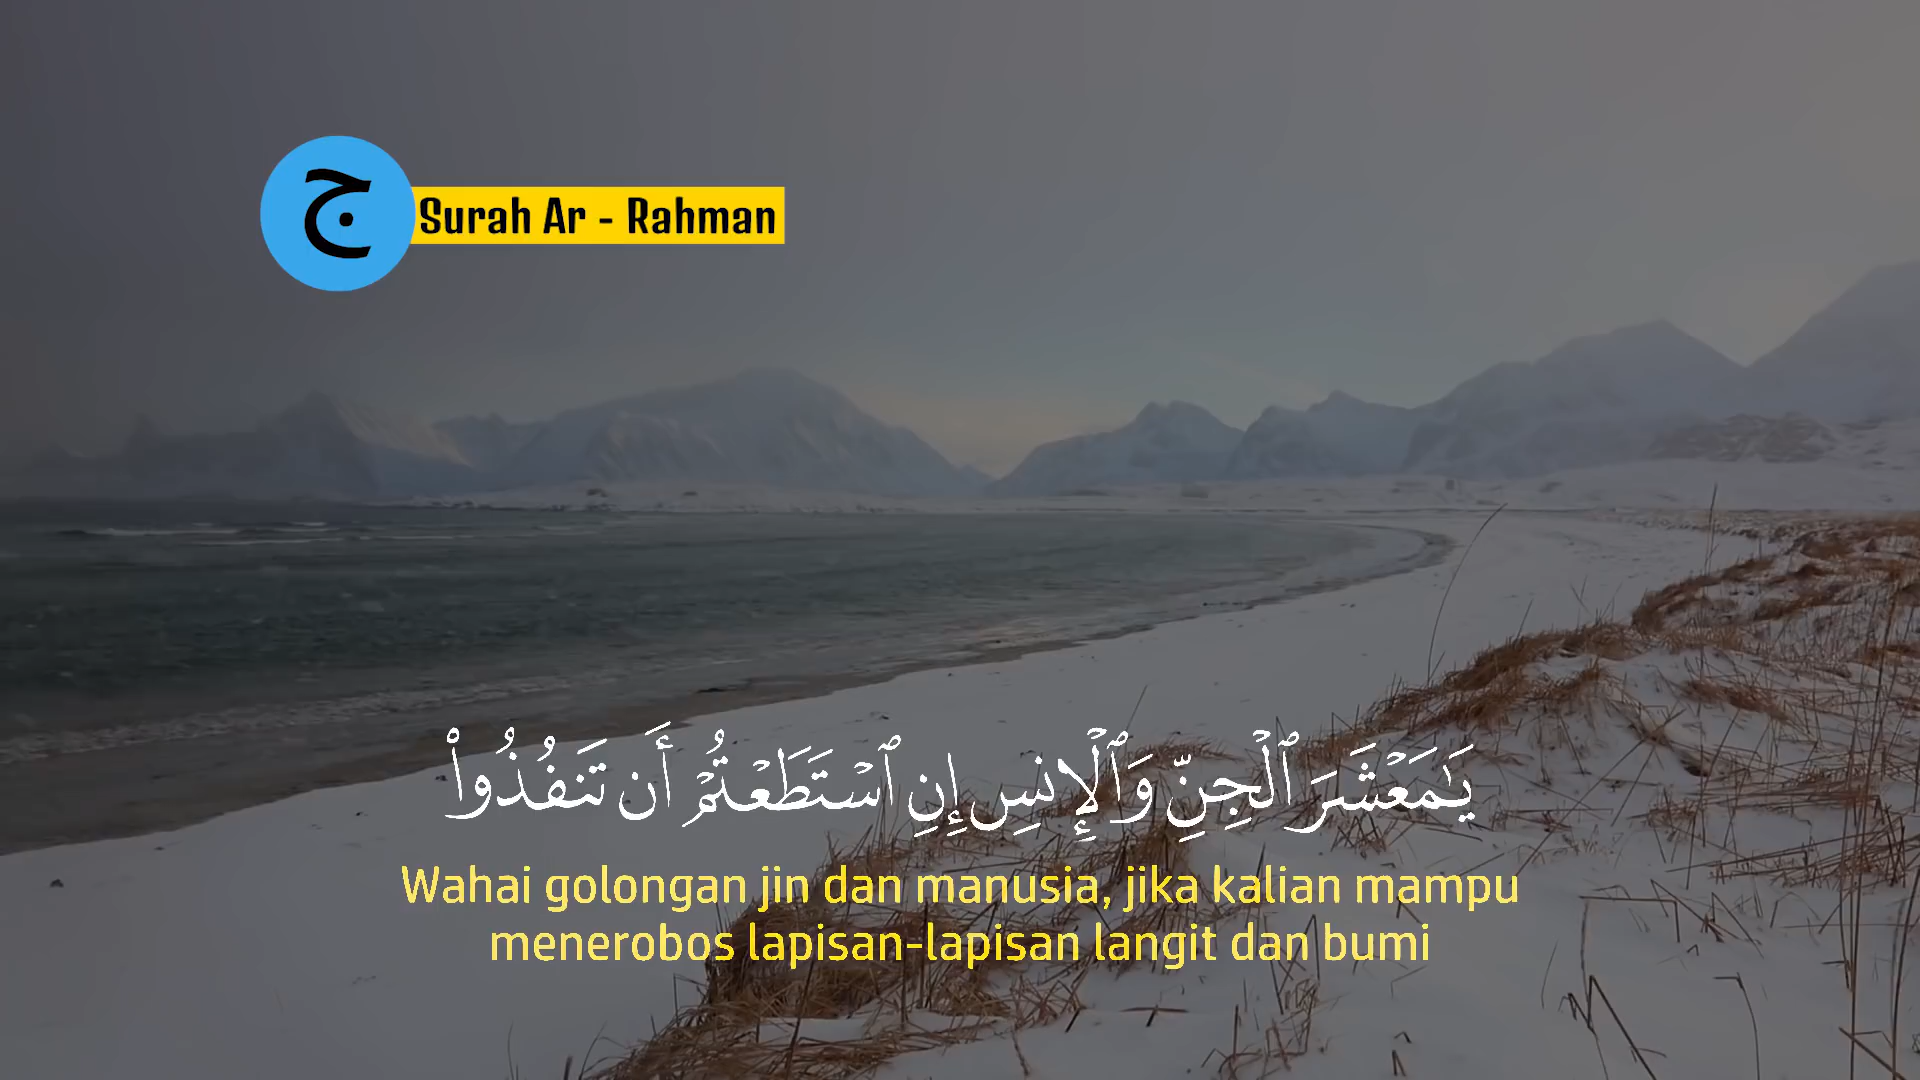 ج
Surah Ar - Rahman
يَـٰمَعۡشَرَ ٱلۡجِنِّ وَٱلۡإِنسِ إِنِ ٱسۡتَطَعۡتُمۡ أَن تَنفُذُواْ
Wahai golongan jin dan manusia, jika kalian mampu
menerobos lapisan-lapisan langit dan bumi